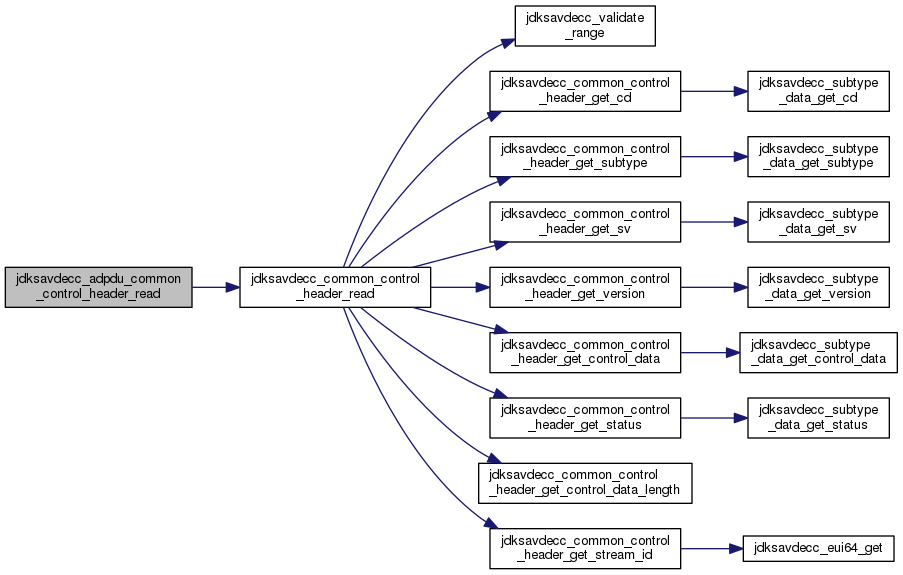 jdksavdecc_validate
_range
jdksavdecc_common_control
_header_get_cd
jdksavdecc_subtype
_data_get_cd
jdksavdecc_common_control
_header_get_subtype
jdksavdecc_subtype
_data_get_subtype
jdksavdecc_common_control
_header_get_sv
jdksavdecc_subtype
_data_get_sv
jdksavdecc_adpdu_common
_control_header_read
jdksavdecc_common_control
_header_read
jdksavdecc_common_control
_header_get_version
jdksavdecc_subtype
_data_get_version
jdksavdecc_common_control
_header_get_control_data
jdksavdecc_subtype
_data_get_control_data
jdksavdecc_common_control
_header_get_status
jdksavdecc_subtype
_data_get_status
jdksavdecc_common_control
_header_get_control_data_length
jdksavdecc_common_control
_header_get_stream_id
jdksavdecc_eui64_get